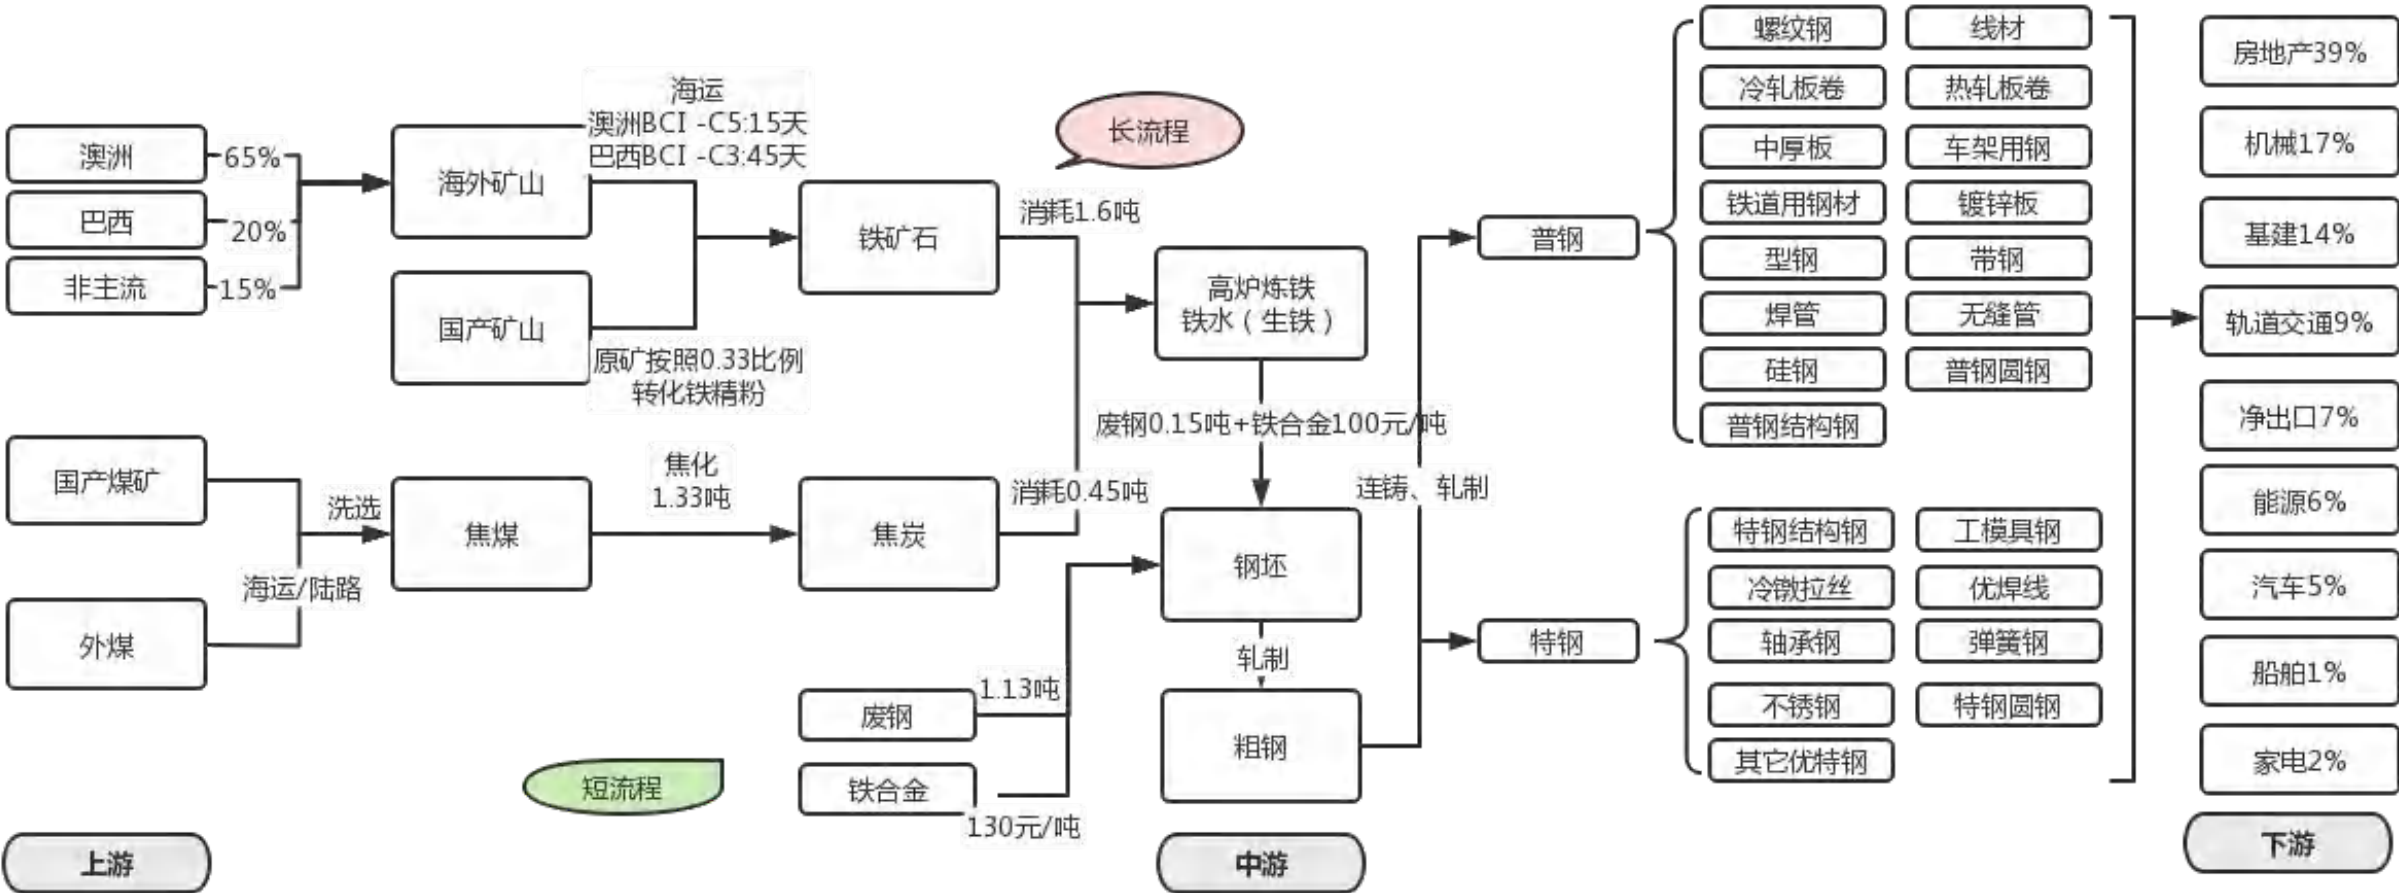 澳洲
65%
巴西
20%
非主流
15%
海外矿山
海运
澳洲BCI -C5:15天
巴西BCI -C3:45天
国产矿山
原矿按照0.33比例
转化铁精粉
铁矿石
消耗1.6吨
长流程
高炉炼铁
铁水（生铁）
废钢0.15吨+铁合金100元/吨
国产煤矿
外煤
洗选
海运/陆路
焦煤
焦化
1.33吨
焦炭
消耗0.45吨
钢坯
轧制
粗钢
废钢
1.13吨
铁合金
130元/吨
短流程
连铸、轧制
普钢
特钢
螺纹钢
线材
冷轧板卷
热轧板卷
中厚板
车架用钢
铁道用钢材
镀锌板
型钢
带钢
焊管
无缝管
硅钢
普钢圆钢
普钢结构钢
特钢结构钢
工模具钢
冷镦拉丝
优焊线
轴承钢
弹簧钢
不锈钢
特钢圆钢
其它优特钢
房地产39%
机械17%
基建14%
轨道交通9%
净出口7%
能源6%
汽车5%
船舶1%
家电2%
上游
中游
下游